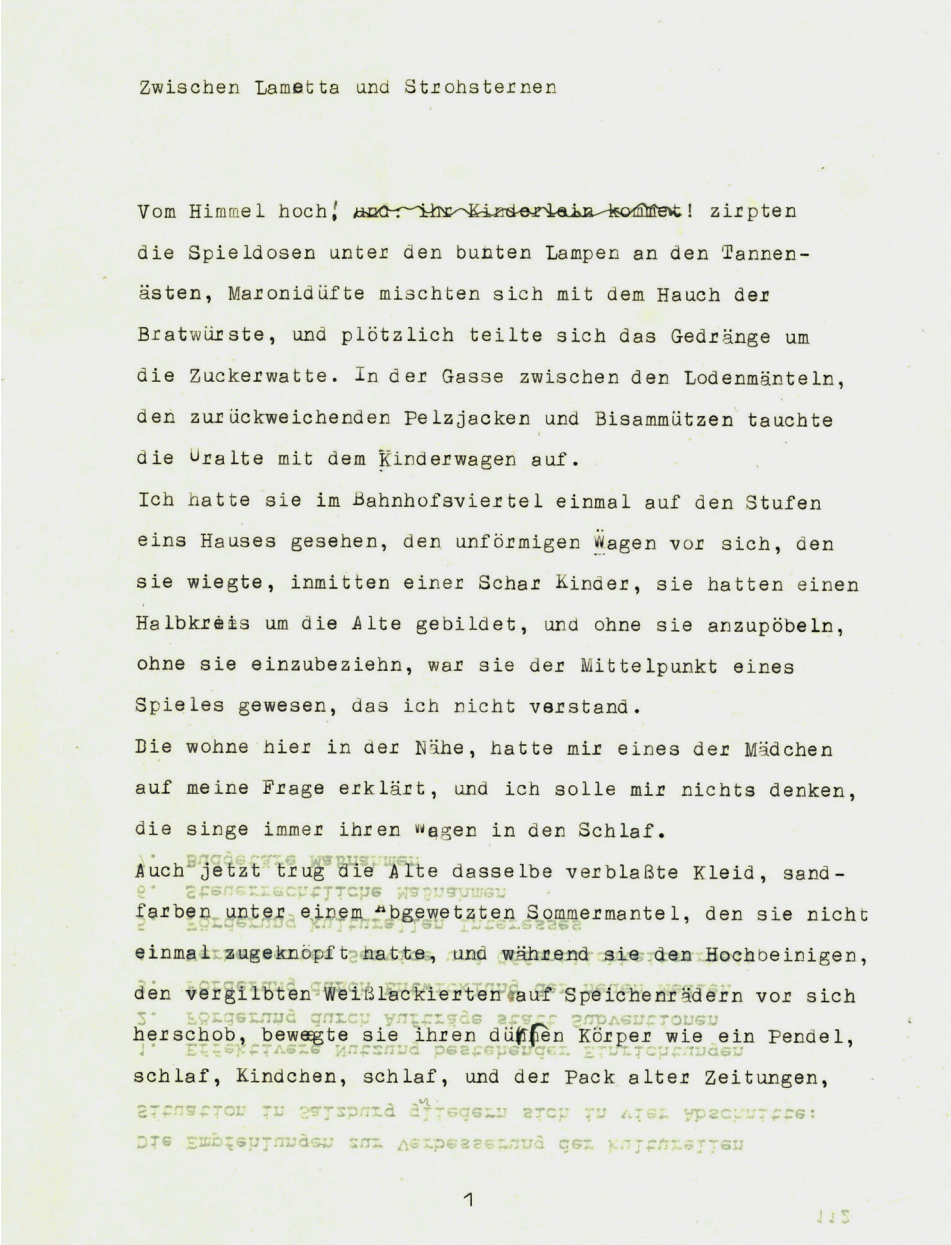 Zwischen Lametta und Strohsternen
Vom Himmel hoch! und: ihr Kinderlein kommet! zirpten
die Spieldosen unter den bunten Lampen an den Tannen-
ästen, Maronidüfte mischten sich mit dem Hauch der
Bratwürste, und plötzlich teilte sich das Gedränge um
die Zuckerwatte. In der Gasse zwischen den Lodenmänteln,
den zurückweichenden Pelzjacken und Bisammützen tauchte
die Uralte mit dem Kinderwagen auf.
Ich hatte sie im Bahnhofsviertel einmal auf den Stufen
eins Hauses gesehen, den unförmigen Wagen vor sich, den
sie wiegte, inmitten einer Schar Kinder, sie hatten einen
Halbkreis um die Alte gebildet, und ohne sie anzupöbeln,
ohne sie einzubeziehn, war sie der Mittelpunkt eines
Spieles gewesen, das ich nicht verstand.
Die wohne hier in der Nähe, hatte mir eines der Mädchen
auf meine Frage erklärt, und ich solle mir nichts denken,
die singe immer ihren Wagen in den Schlaf.
Auch jetzt trug die Alte dasselbe verblaßte Kleid, sand-
farben unter einem Abgewetzten Sommermantel, den sie nicht
einmal zugeknöpft hatte, und während sie den Hochbeinigen,
den vergilbten Weißlackierten auf Speichenrädern vor sich
herschob, bewegte sie ihren dünnen Körper wie ein Pendel,
schlaf, Kindchen, schlaf, und der Pack alter Zeitungen,
1
112